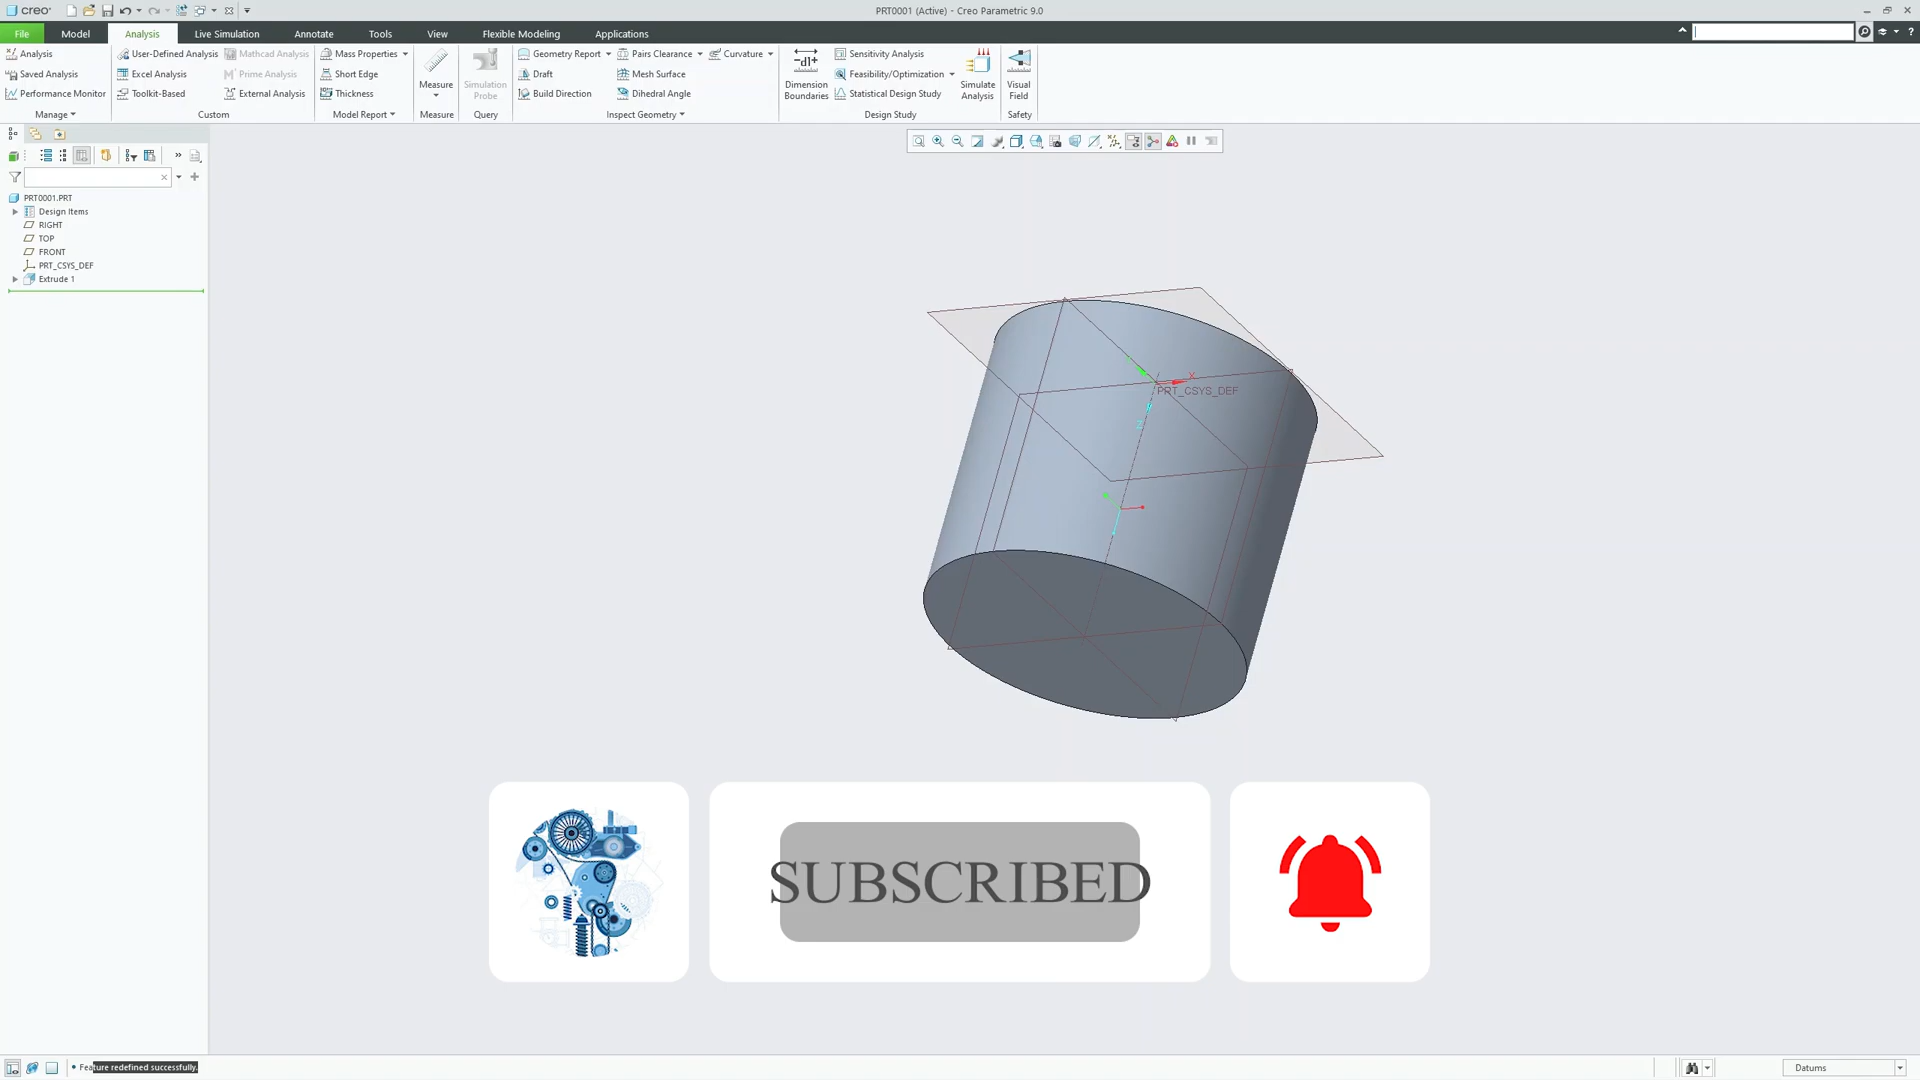 creo
PRT0001 (Active) - Creo Parametric 9.0
File Model Analysis Live Simulation Annotate Tools View Flexible Modeling Applications
Analysis
Saved Analysis
Performance Monitor
Manage
User-Defined Analysis
Excel Analysis
Toolkit-Based
Mathcad Analysis
Prime Analysis
External Analysis
Custom
Mass Properties
Short Edge
Thickness
Model Report
Measure
Measure
Simulation Probe
Query
Geometry Report
Draft
Build Direction
Pairs Clearance
Mesh Surface
Dihedral Angle
Curvature
Inspect Geometry
Dimension Boundaries
Sensitivity Analysis
Feasibility/Optimization
Statistical Design Study
Simulate Analysis
Design Study
Visual Field
Safety
PRT0001.PRT
Design Items
RIGHT
TOP
FRONT
PRT_CSYS_DEF
Extrude 1
X
PRT_CSYS_DEF
Z
SUBSCRIBED
Feature redefined successfully.
Datums